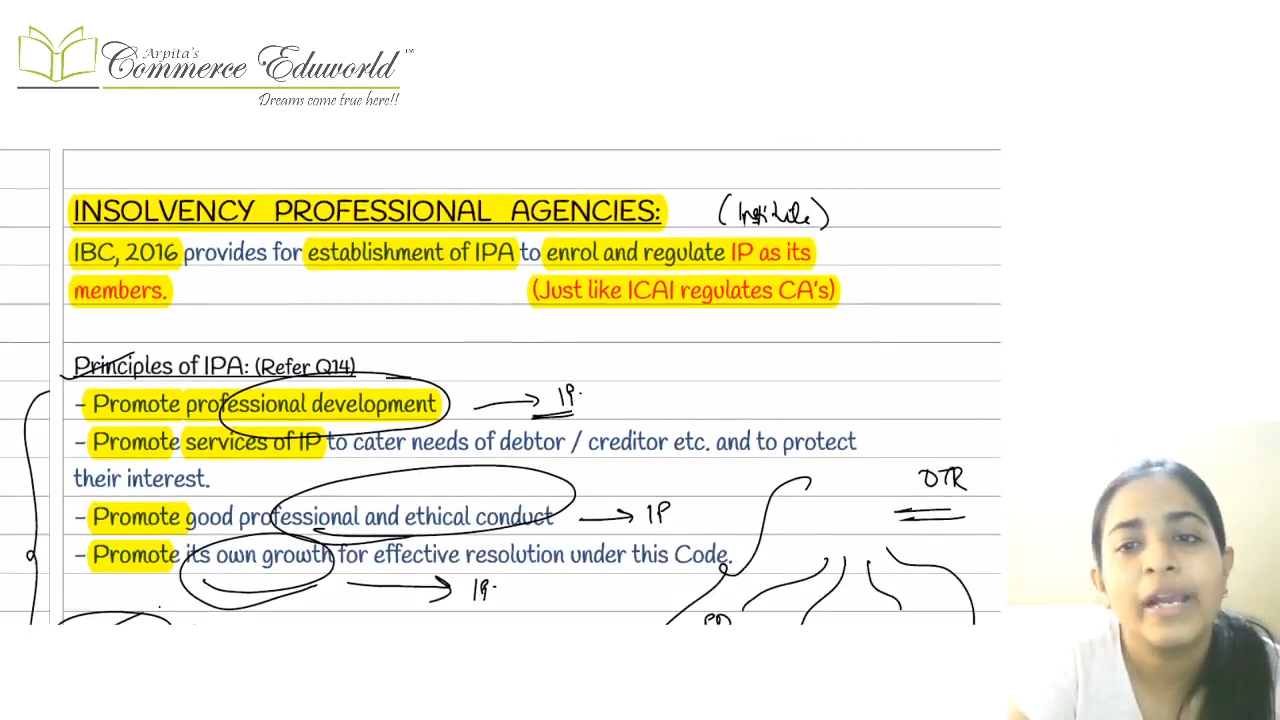 Arpita's
Commerce Eduworld ™
Dreams come true here!!
INSOLVENCY PROFESSIONAL AGENCIES: (Institute)
IBC, 2016 provides for establishment of IPA to enrol and regulate IP as its
members. (Just like ICAI regulates CA's)
Principles of IPA: (Refer Q14)
- Promote professional development → IP.
- Promote services of IP to cater needs of debtor / creditor etc. and to protect
their interest.
- Promote good professional and ethical conduct → IP
- Promote its own growth for effective resolution under this Code.
→ IP.